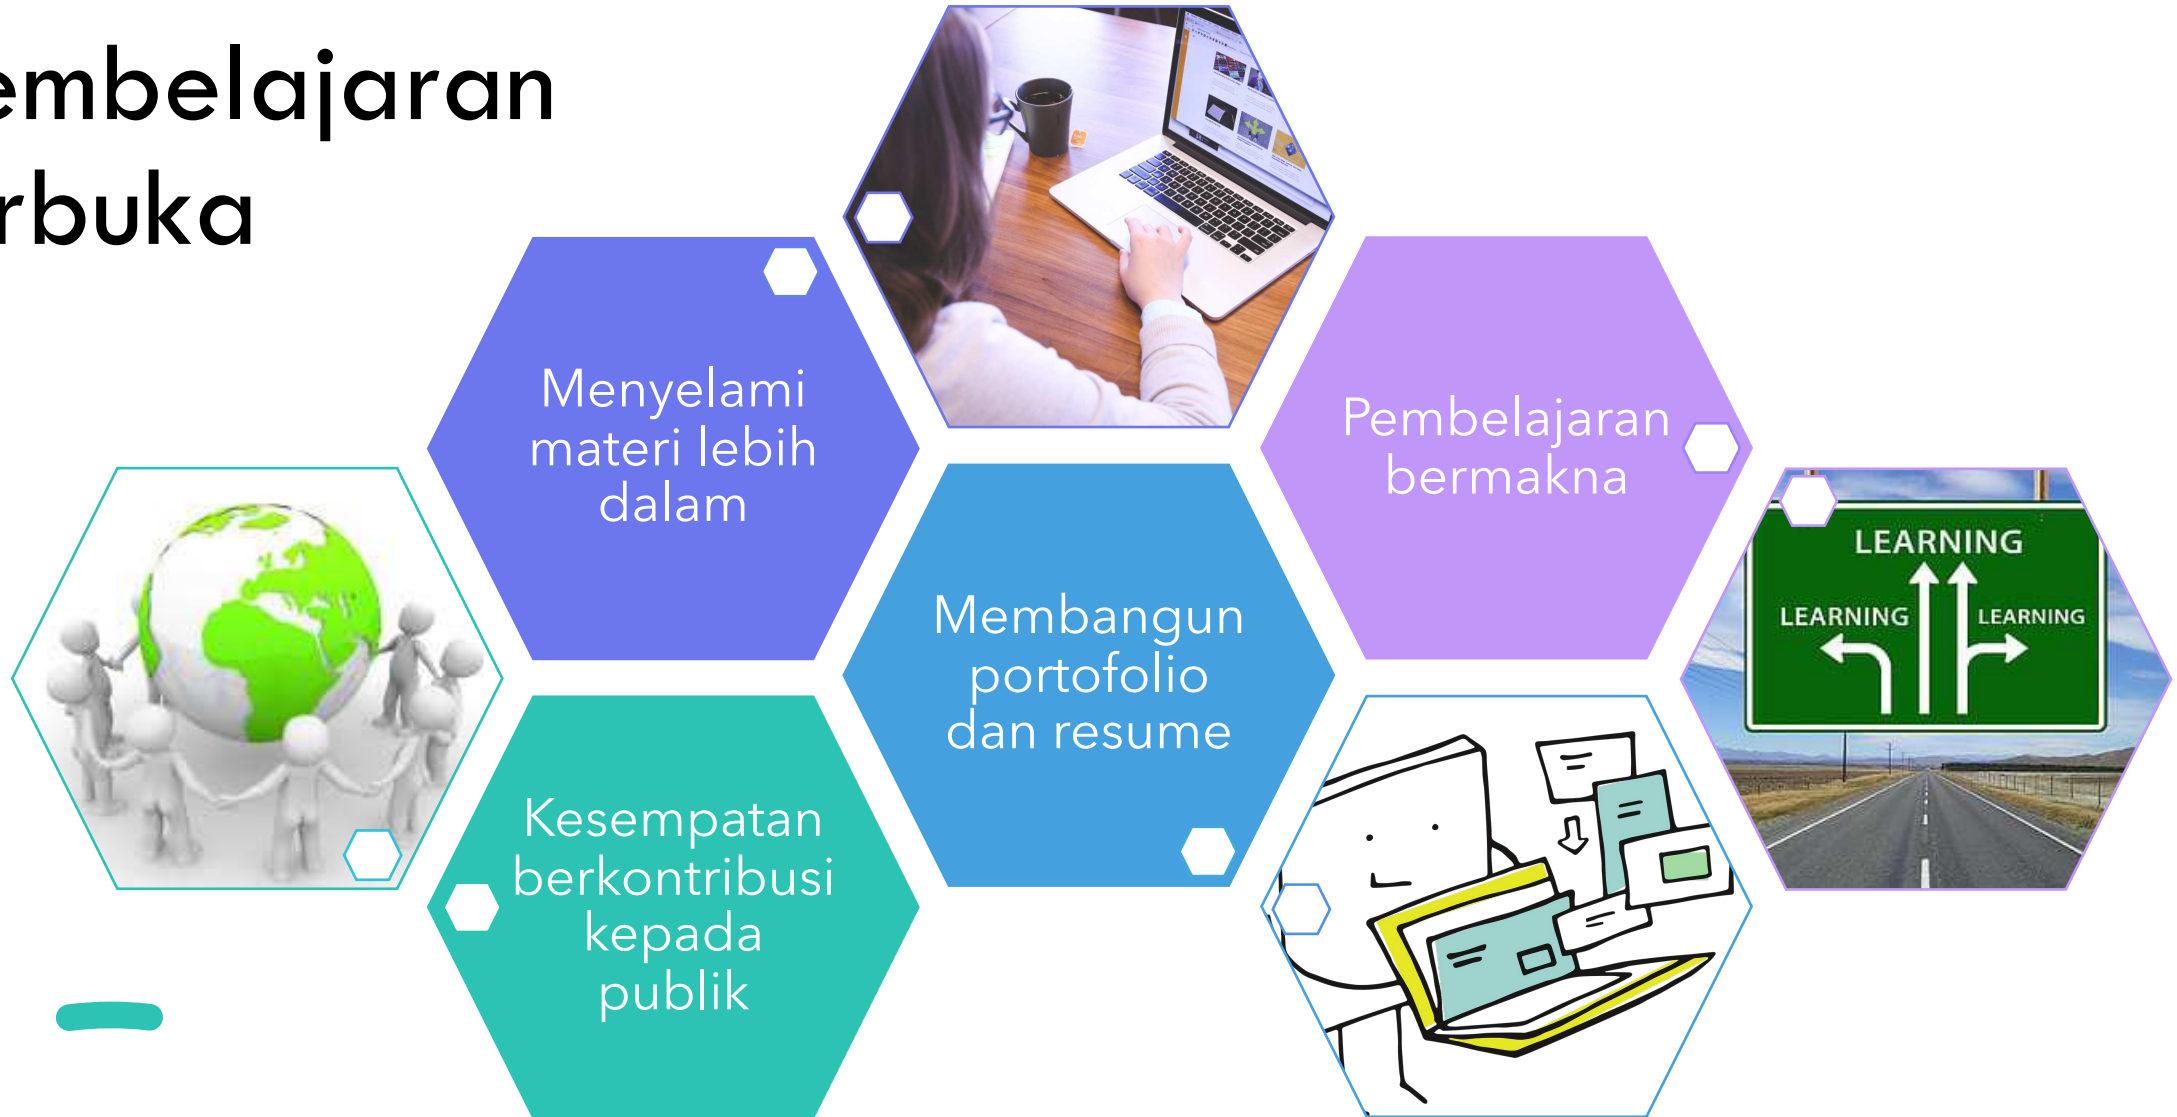 embelajaran
rbuka
Menyelami
materi lebih
dalam
Pembelajaran
bermakna
Membangun
portofolio
dan resume
Kesempatan
berkontribusi
kepada
publik
LEARNING
LEARNING
LEARNING